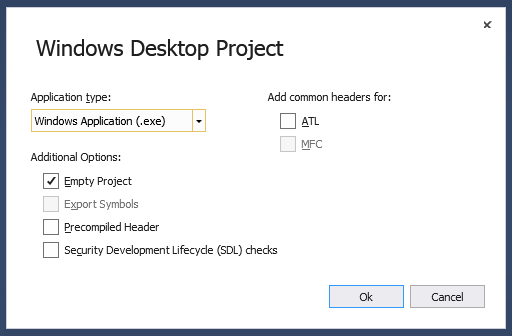 Windows Desktop Project
Application type:
Windows Application (.exe)
Additional Options:
Empty Project
Export Symbols
Precompiled Header
Security Development Lifecycle (SDL) checks
Add common headers for:
ATL
MFC
Ok
Cancel